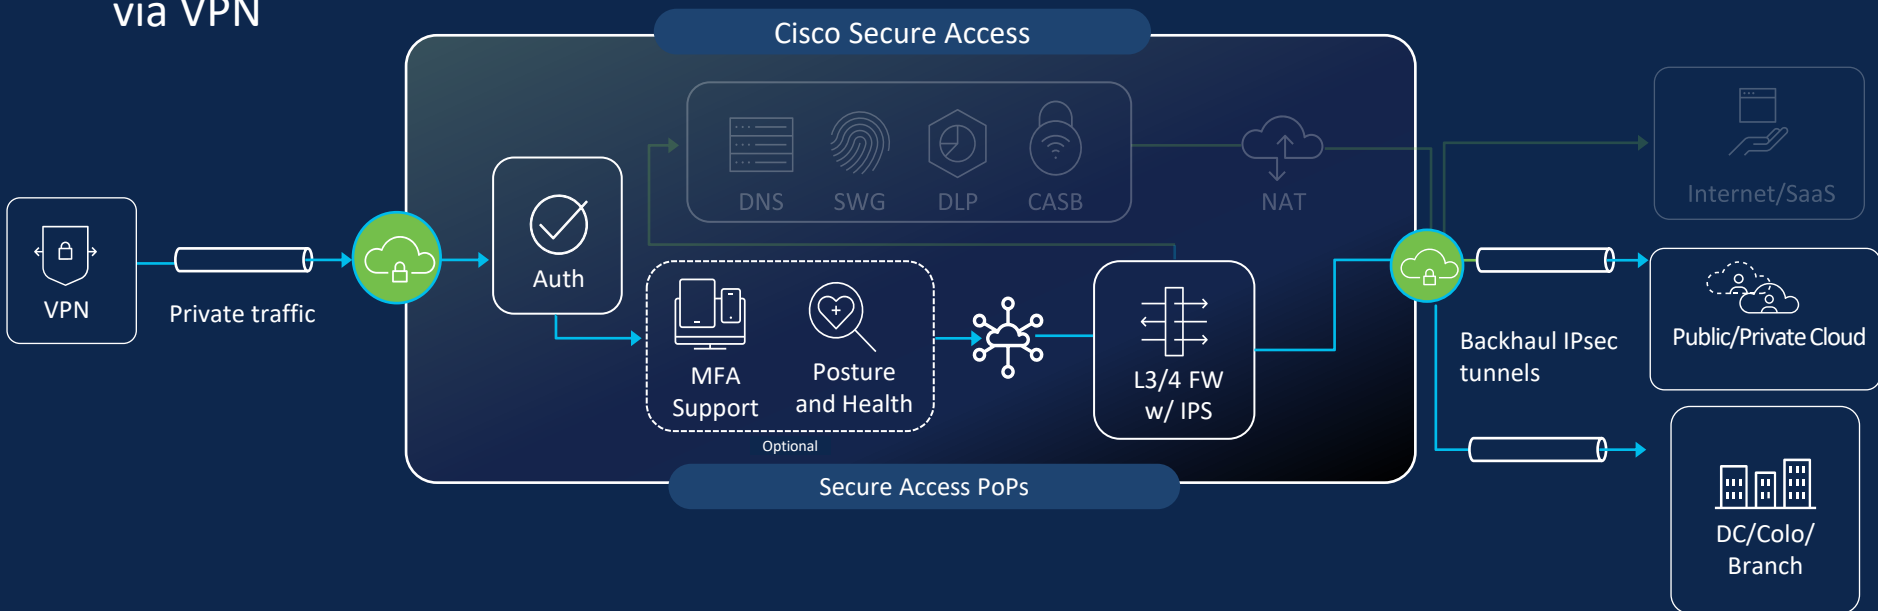 via VPN
Cisco Secure Access
DNS
SWG
DLP
CASB
NAT
Internet/SaaS
VPN
Private traffic
Auth
MFA
Support
Posture
and Health
Optional
L3/4 FW
w/ IPS
Backhaul IPsec
tunnels
Public/Private Cloud
Secure Access PoPs
DC/Colo/
Branch